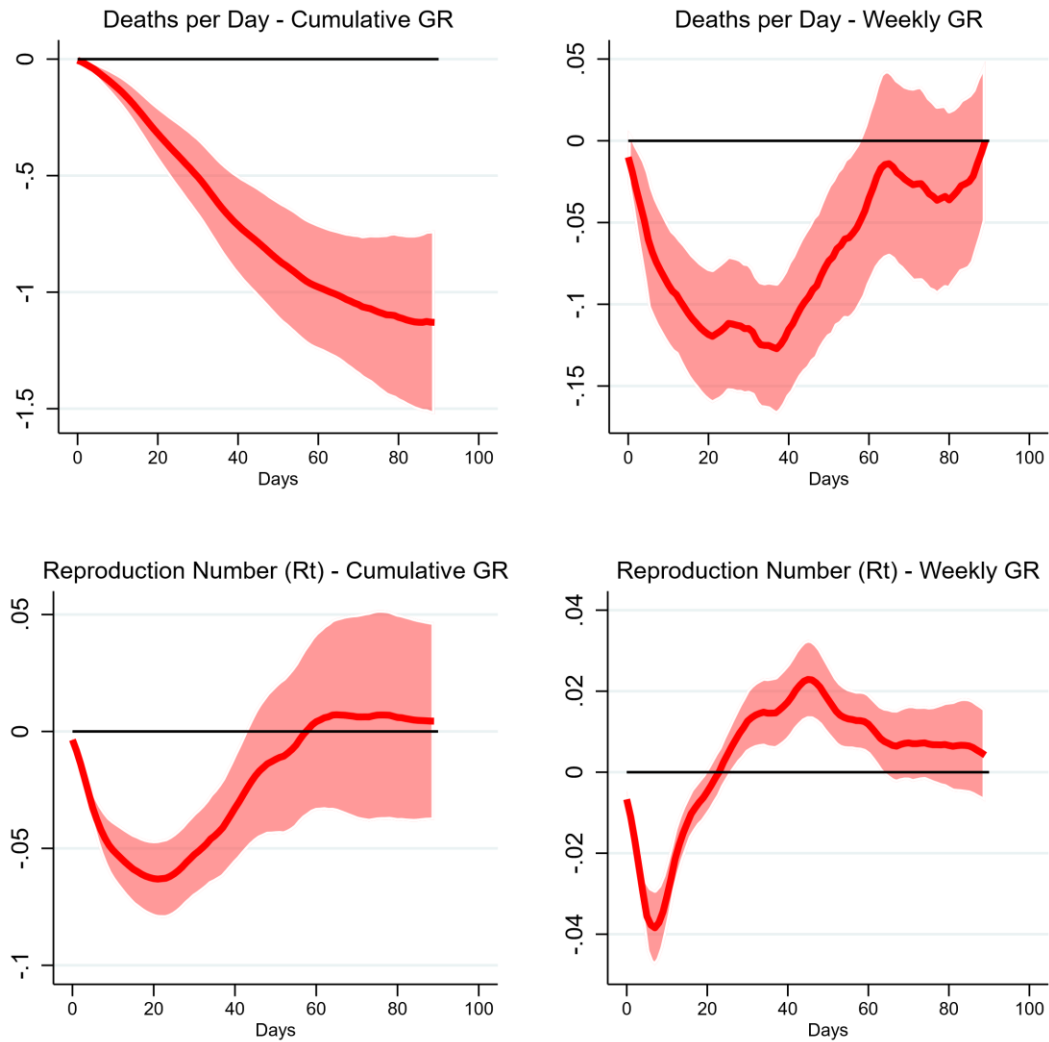 Deaths per Day - Cumulative GR
0
-.5
-1
-1.5
0 20 40 60 80 100
Days
Deaths per Day - Weekly GR
.05
0
-.05
-.1
-.15
0 20 40 60 80 100
Days
Reproduction Number (Rt) - Cumulative GR
.05
0
-.05
-.1
0 20 40 60 80 100
Days
Reproduction Number (Rt) - Weekly GR
.04
.02
0
-.02
-.04
0 20 40 60 80 100
Days